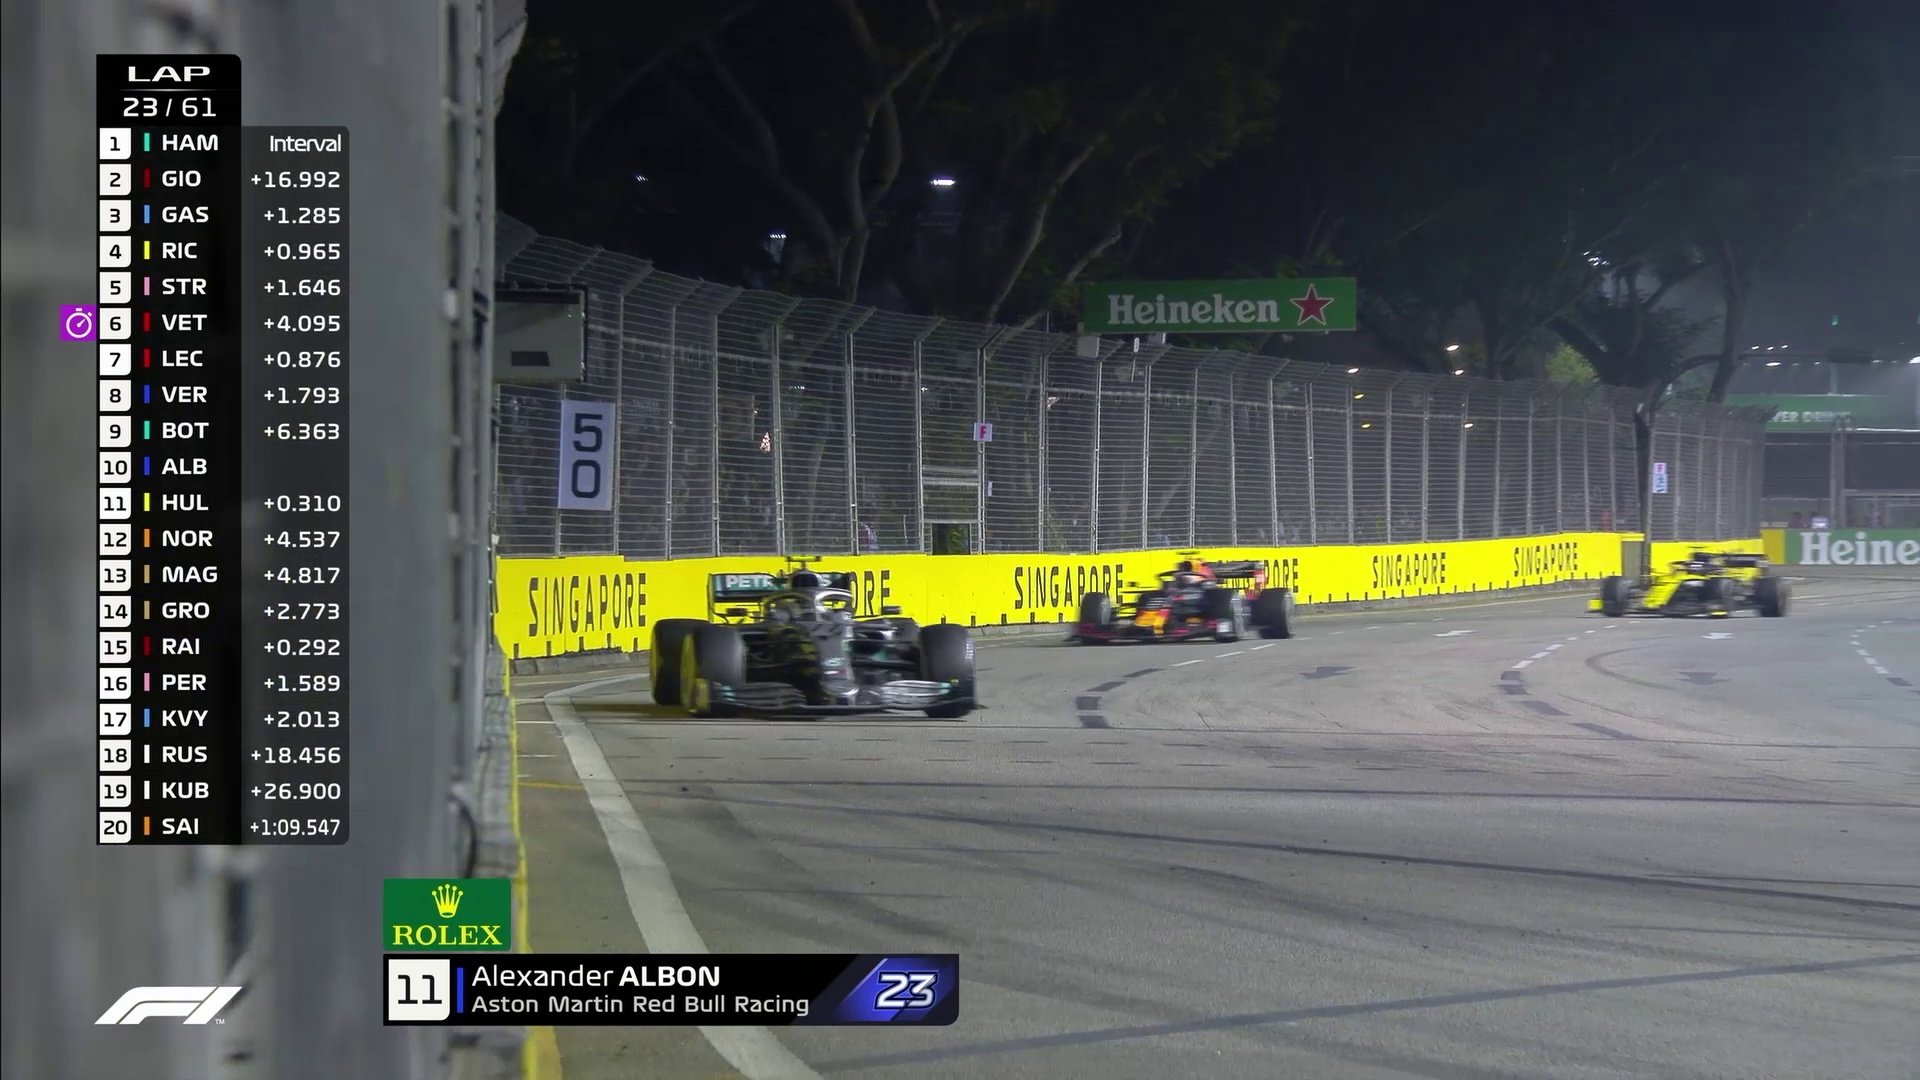 LAP
23 / 61
1 HAM Interval
2 GIO +16.992
3 GAS +1.285
4 RIC +0.965
5 STR +1.646
6 VET +4.095
7 LEC +0.876
8 VER +1.793
9 BOT +6.363
10 ALB
11 HUL +0.310
12 NOR +4.537
13 MAG +4.817
14 GRO +2.773
15 RAI +0.292
16 PER +1.589
17 KVY +2.013
18 RUS +18.456
19 KUB +26.900
20 SAI +1:09.547
Heineken
50
F
SINGAPORE
SINGAPORE
SINGAPORE
SINGAPORE
Heine
PETR
ROLEX
11 Alexander ALBON 23
Aston Martin Red Bull Racing
F1
TM